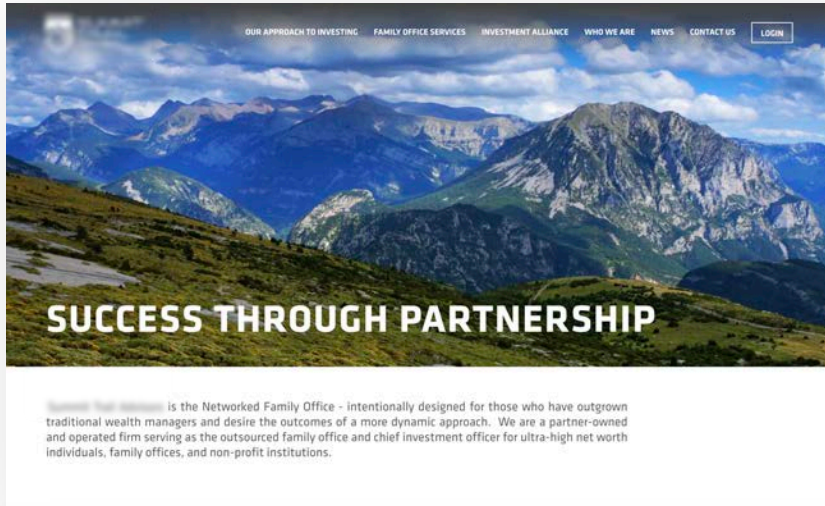 OUR APPROACH TO INVESTING FAMILY OFFICE SERVICES INVESTMENT ALLIANCE WHO WE ARE NEWS CONTACT US LOGIN
SUCCESS THROUGH PARTNERSHIP
is the Networked Family Office - intentionally designed for those who have outgrown
traditional wealth managers and desire the outcomes of a more dynamic approach. We are a partner-owned
and operated firm serving as the outsourced family office and chief investment officer for ultra-high net worth
individuals, family offices, and non-profit institutions.